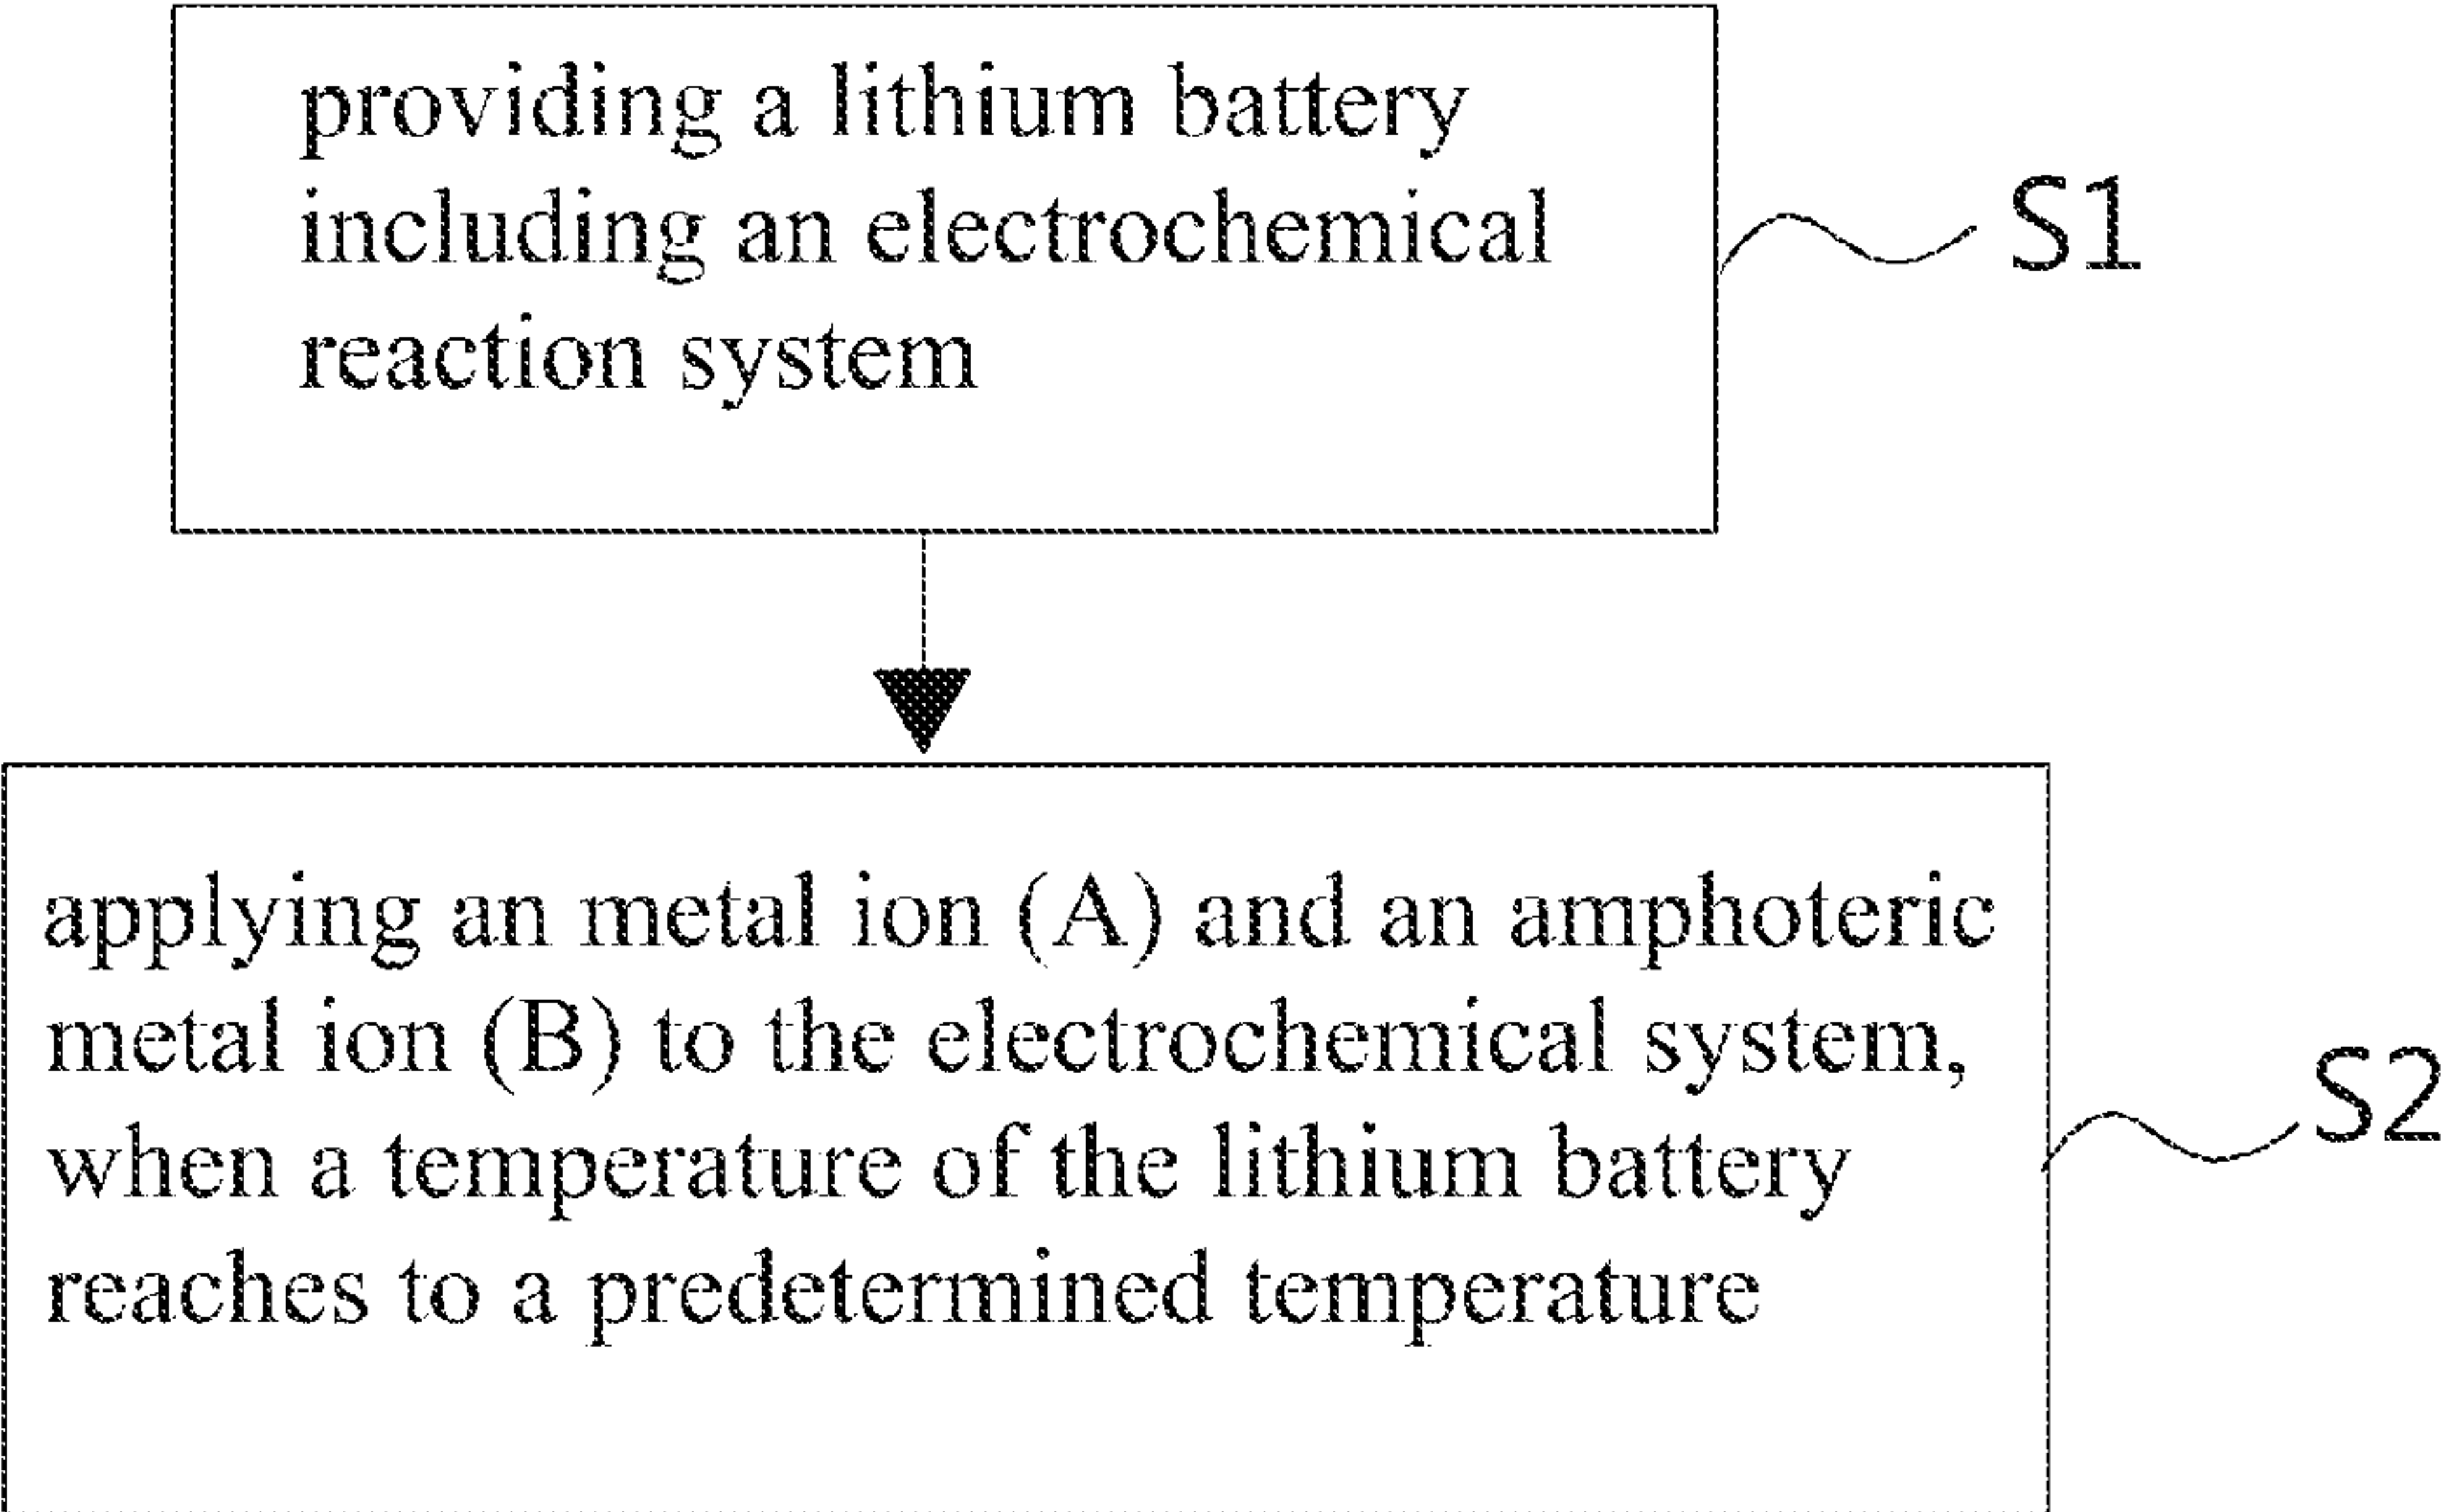 providing a lithium battery
including an electrochemical
reaction system
S1
applying an metal ion (A) and an amphoteric
metal ion (B) to the electrochemical system,
when a temperature of the lithium battery
reaches to a predetermined temperature
S2